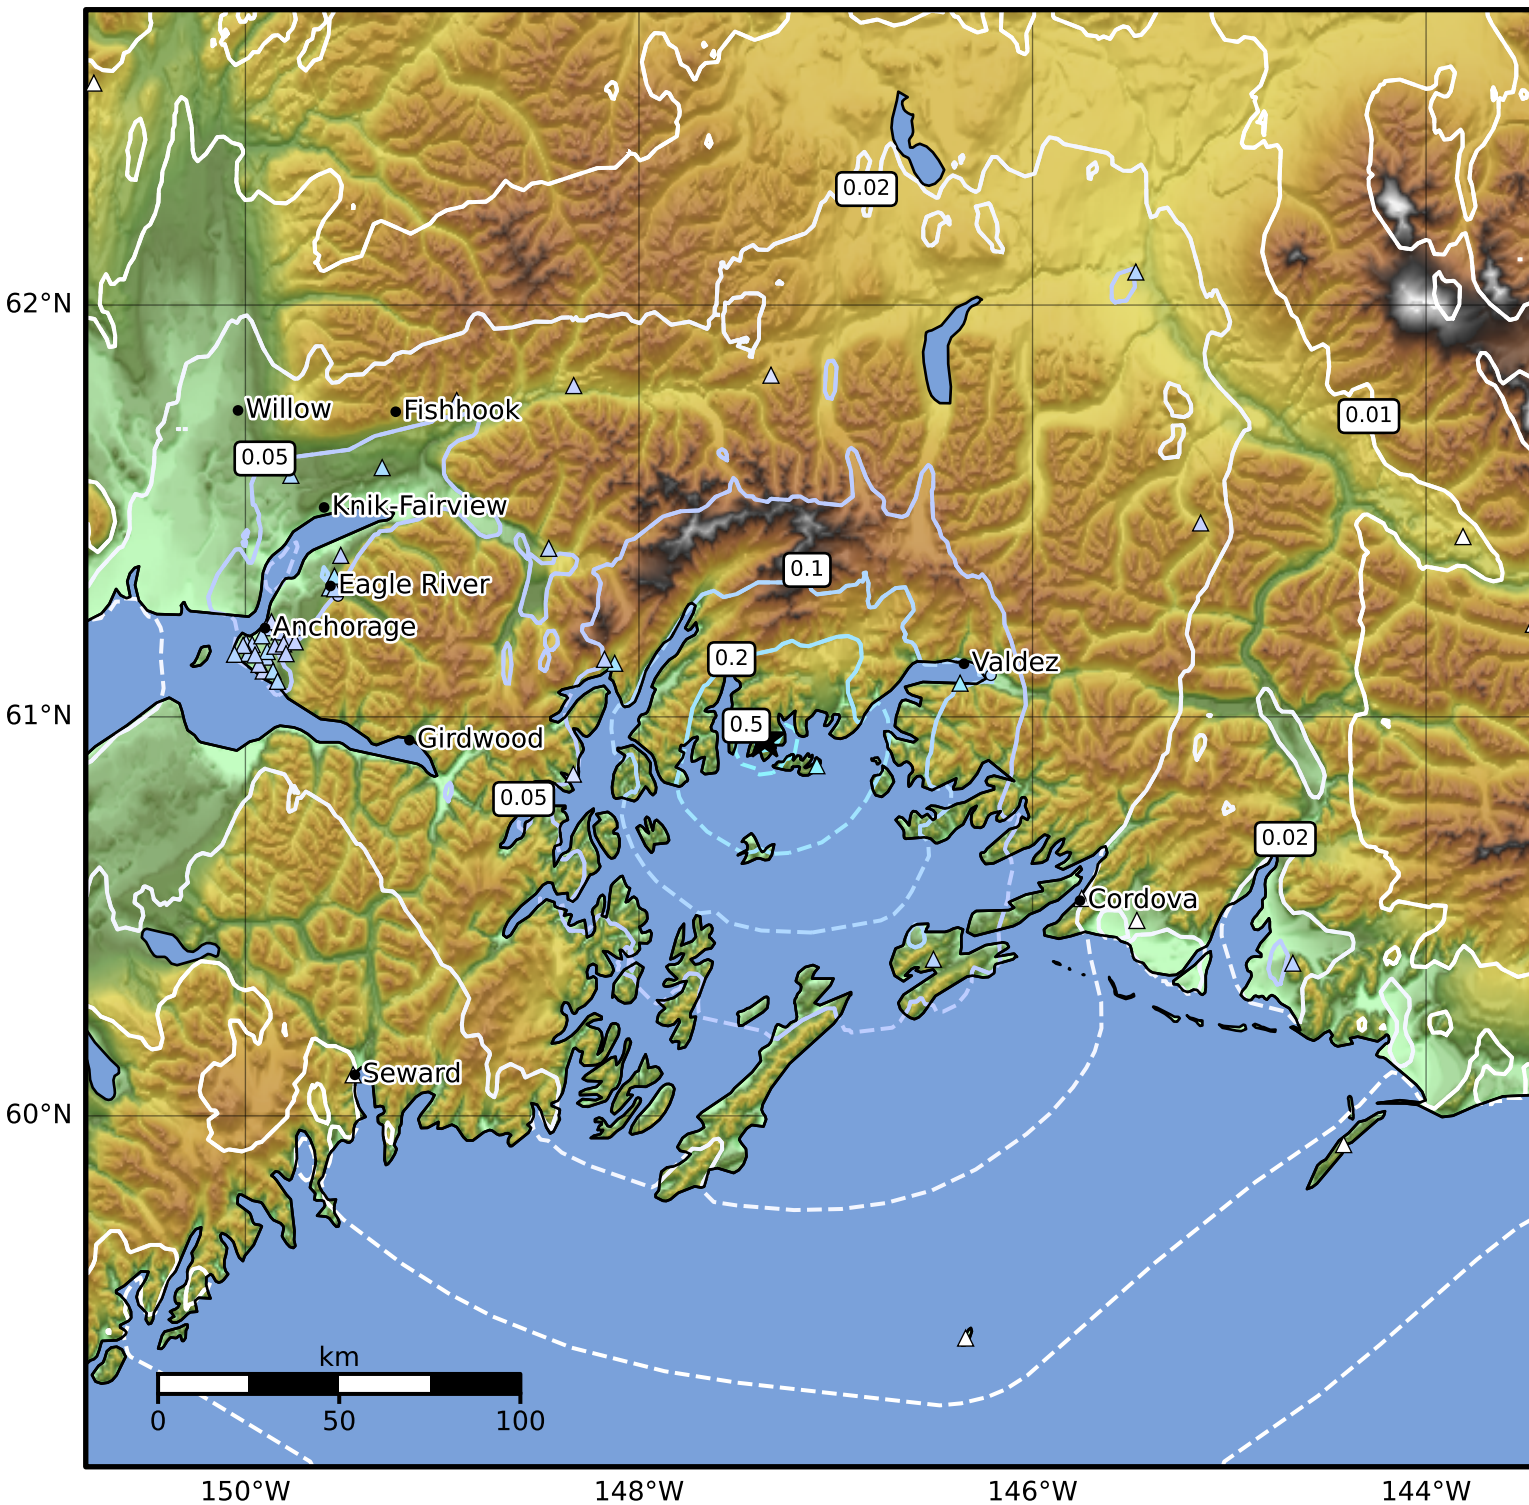 0.02
62°N
Willow
Fishhook
0.01
0.05
Knik-Fairview
0.1
Eagle River
Anchorage
0.2
Valdez
61°N
0.5
Girdwood
0.05
0.02
Cordova
Seward
60°N
km
0
50
100
150°W
148°W
146°W
144°W